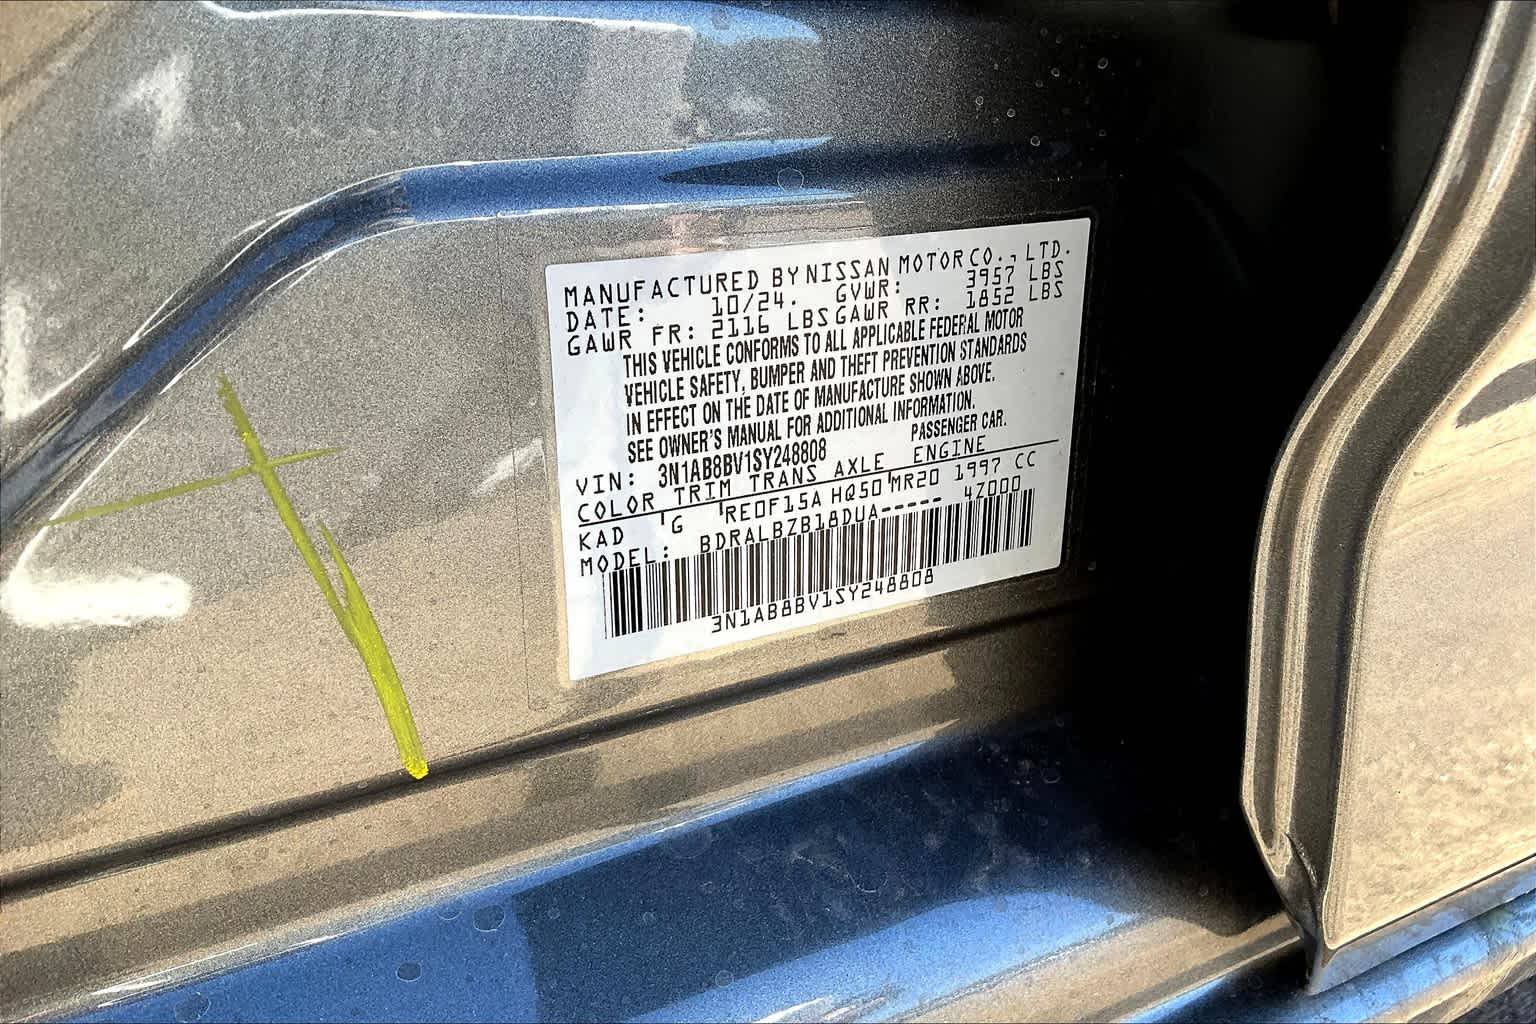 MANUFACTURED BY NISSAN MOTOR CO., LTD.
DATE: 10/24. GVWR: 3957 LBS
GAWR FR: 2116 LBS GAWR RR: 1852 LBS
THIS VEHICLE CONFORMS TO ALL APPLICABLE FEDERAL MOTOR
VEHICLE SAFETY, BUMPER AND THEFT PREVENTION STANDARDS
IN EFFECT ON THE DATE OF MANUFACTURE SHOWN ABOVE.
SEE OWNER'S MANUAL FOR ADDITIONAL INFORMATION.
VIN: 3N1AB8BV1SY248808 PASSENGER CAR.
COLOR TRIM TRANS AXLE ENGINE
KAD G RE0F15A HQ50 MR20 1997 CC
MODEL: BDRALBZB18DUA----- 4Z000
3N1AB8BV1SY248808